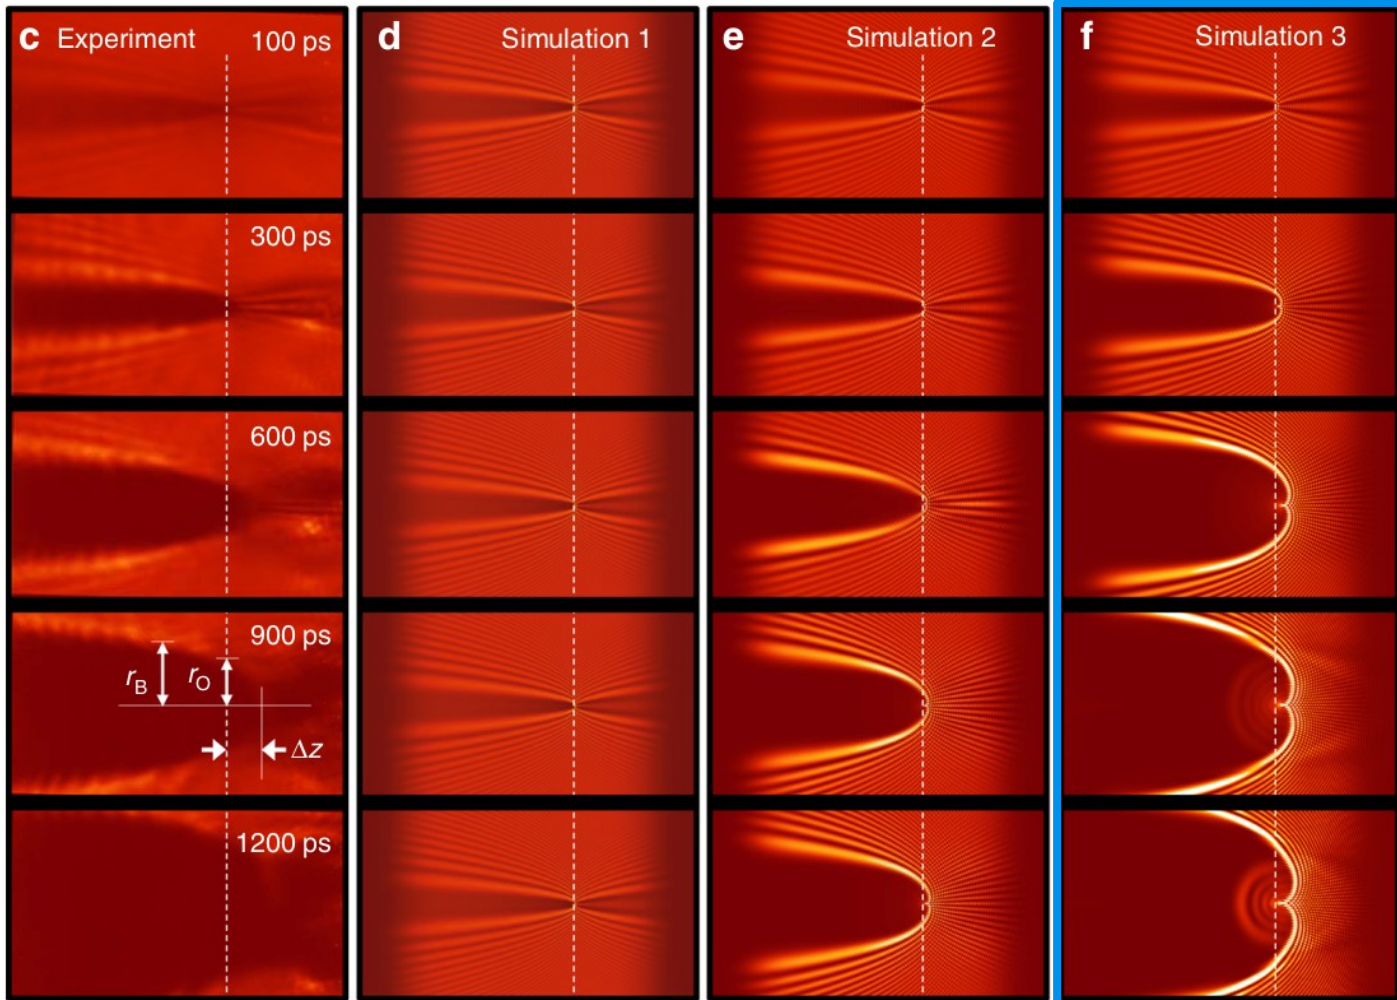 c Experiment
100 ps
d Simulation 1
e Simulation 2
f Simulation 3
300 ps
600 ps
900 ps
rB
rO
Δz
1200 ps